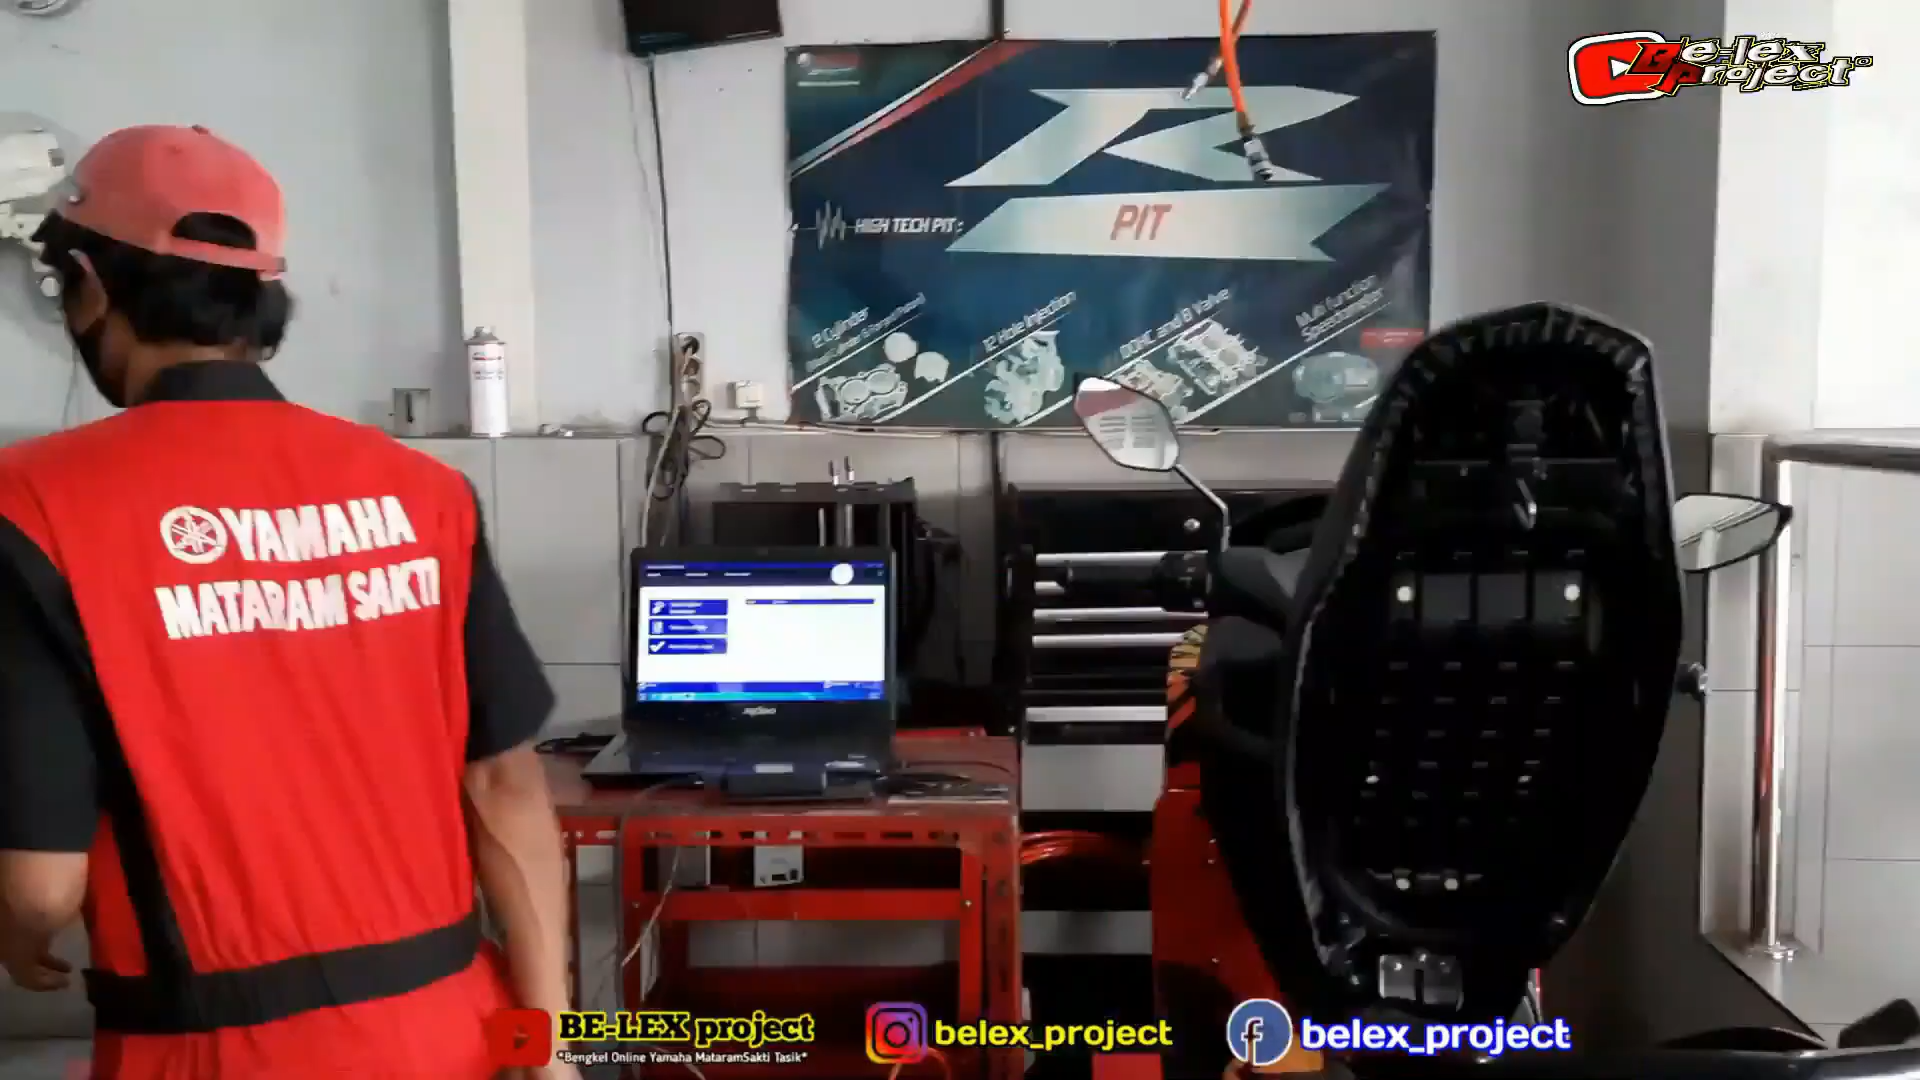 Be-lex
project
R
HIGH TECH PIT :
PIT
12 Cylinder
12 Hole Injection
DOHC and 8 Valve
Multi function
Speedometer
YAMAHA
MATARAM SAKTI
BE-LEX project
*Bengkel Online Yamaha MataramSakti Tasik*
belex_project
belex_project